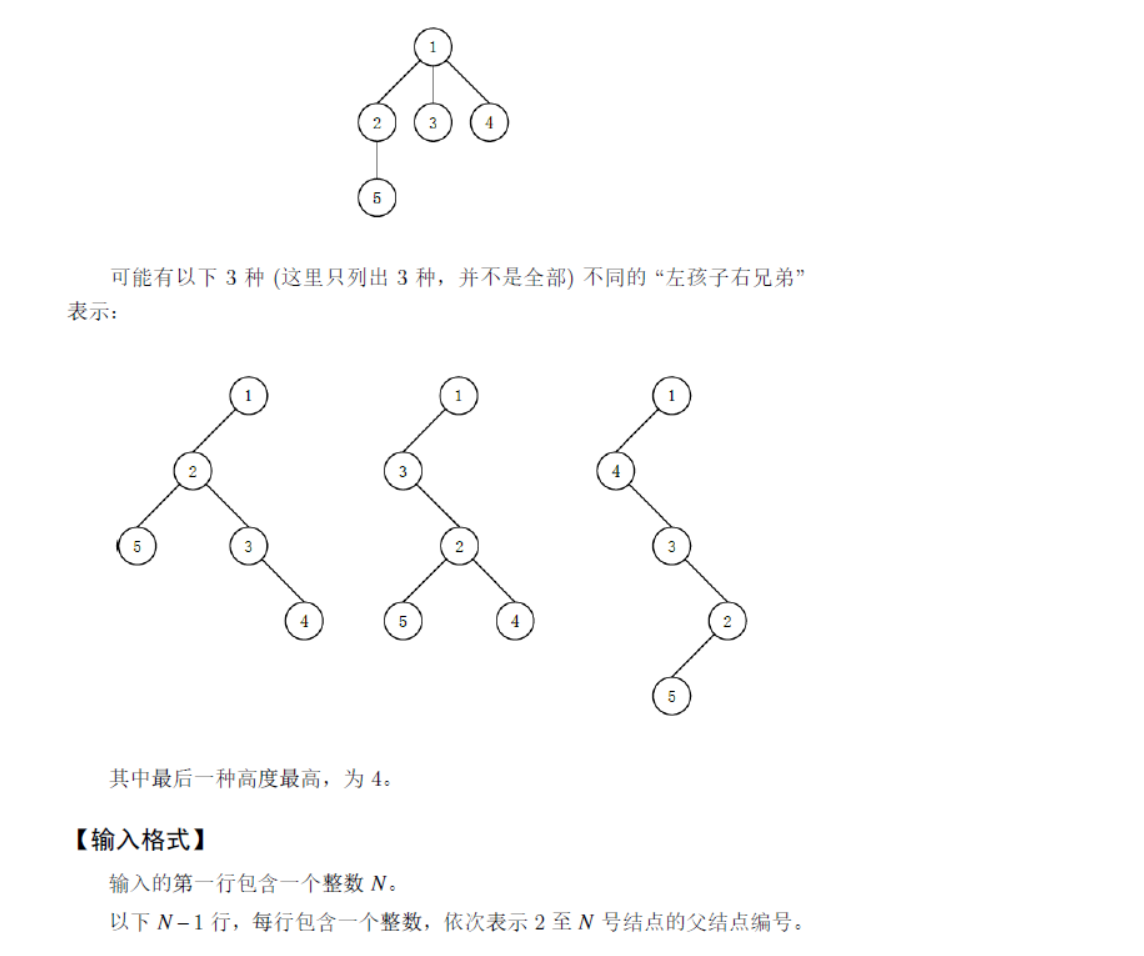 1
2 3 4
5
可能有以下 3 种 (这里只列出 3 种，并不是全部) 不同的 “左孩子右兄弟”
表示：
1 1 1
2 3 4
5 3 2 3
4 5 4 2
5
其中最后一种高度最高，为 4。
【输入格式】
输入的第一行包含一个整数 N。
以下 N – 1 行，每行包含一个整数，依次表示 2 至 N 号结点的父结点编号。